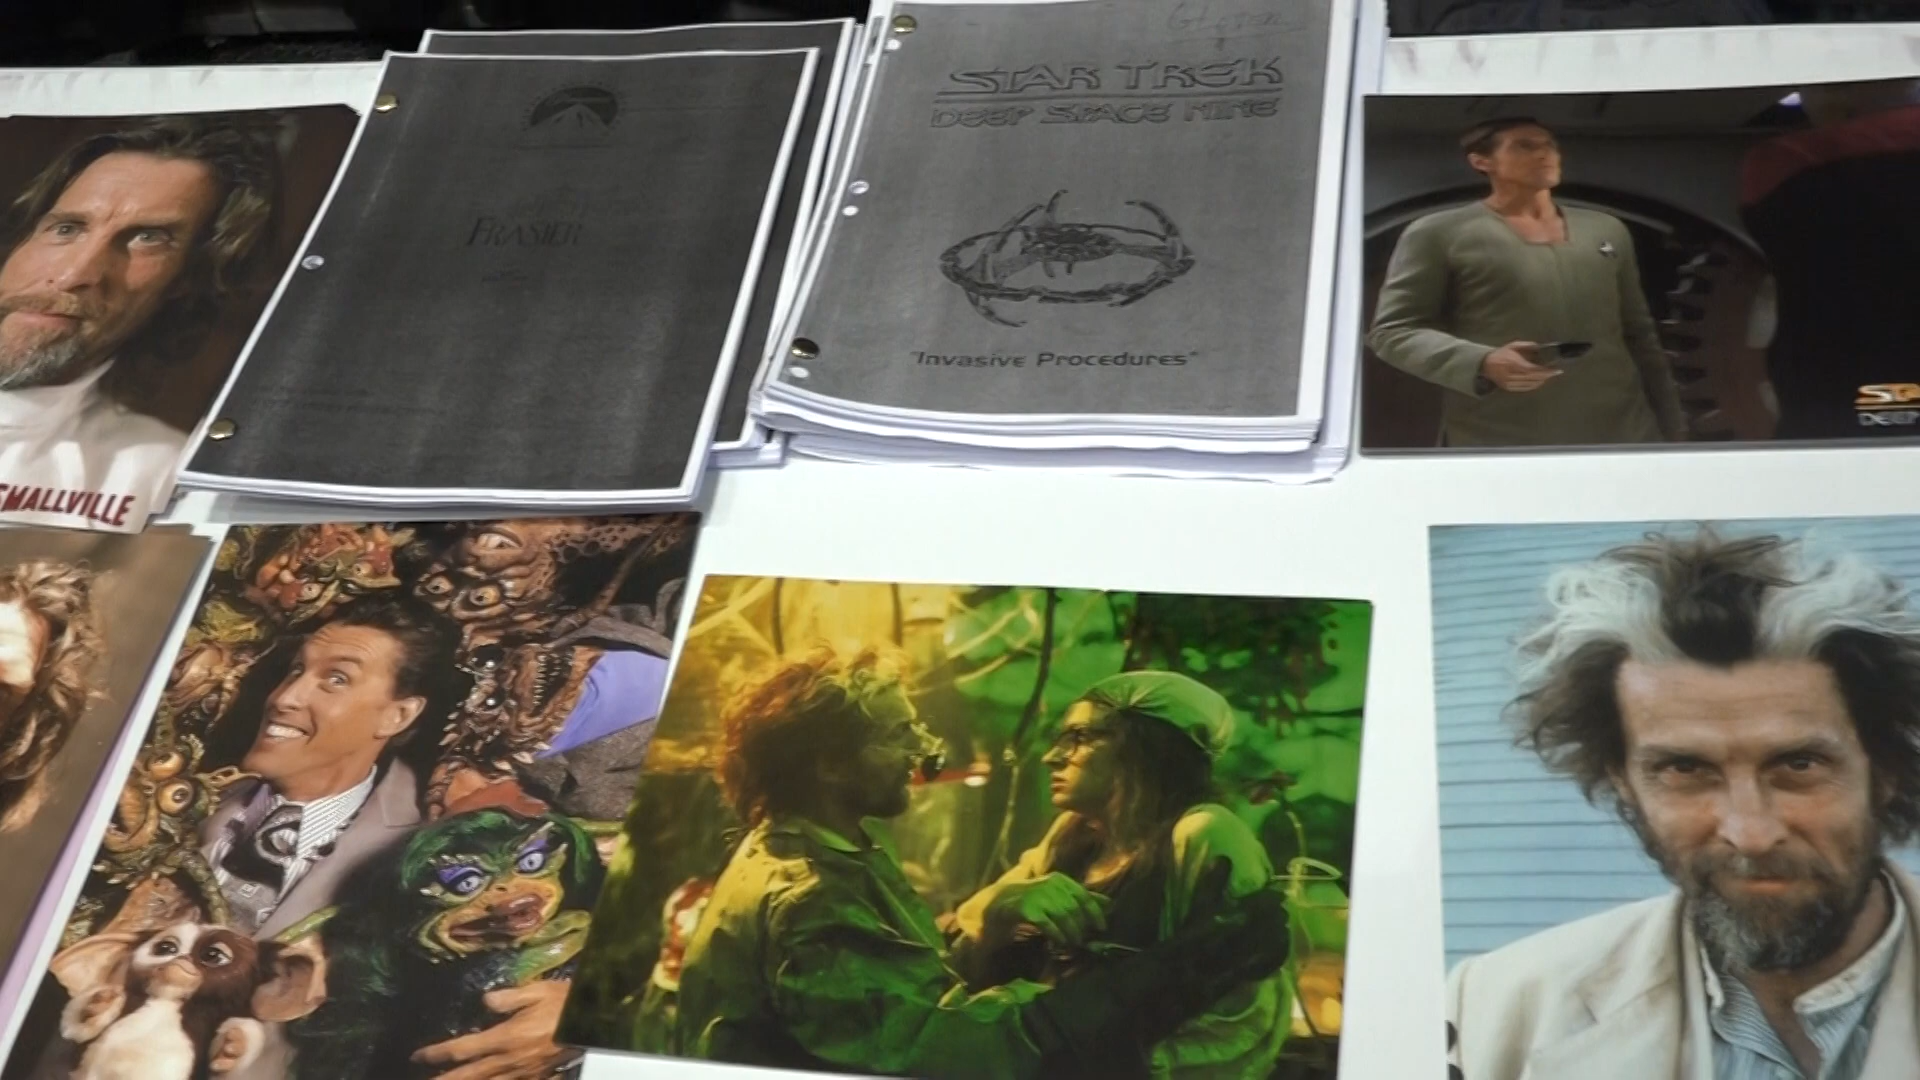 STAR TREK
DEEP SPACE NINE
"Invasive Procedures"
FRASIER
SMALLVILLE